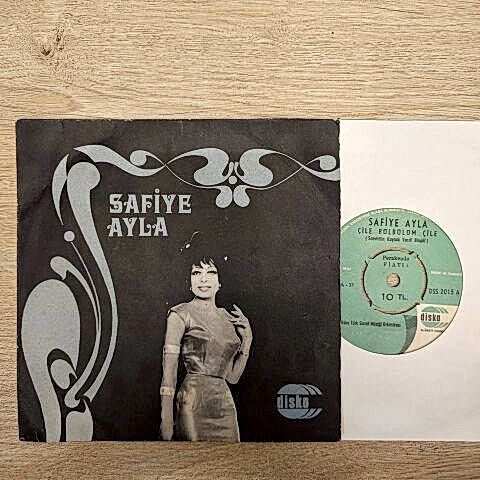 SAFİYE
AYLA
disko
SAFİYE AYLA
ÇİLE BÜLBÜLÜM ÇİLE
Perakende
FİATI:
10 TL.
DSS 2015 A
disko